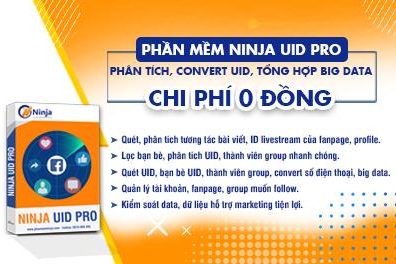 PHẦN MỀM NINJA UID PRO
PHÂN TÍCH, CONVERT UID, TỔNG HỢP BIG DATA
CHI PHÍ 0 ĐỒNG
Quét, phân tích tương tác bài viết, ID livestream của fanpage, profile.
Lọc bạn bè, phân tích UID, thành viên group nhanh chóng.
Quét UID, bạn bè UID, thành viên group, convert số điện thoại, big data.
Quản lý tài khoản, fanpage, group muốn follow.
Kiểm soát data, dữ liệu hỗ trợ marketing tiện lợi.
Ninja
NINJA UID PRO
NINJA UID PRO